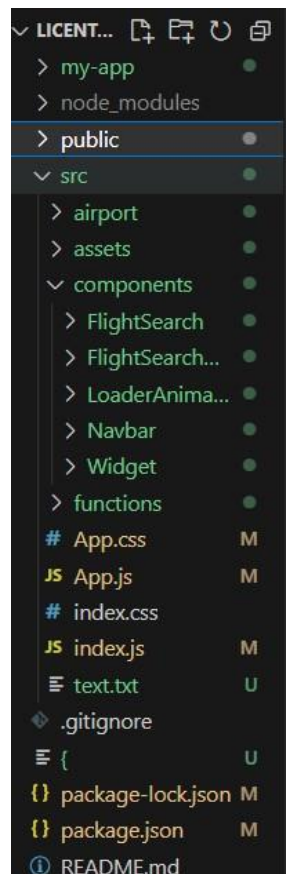 LICENT...
my-app
node_modules
public
src
airport
assets
components
FlightSearch
FlightSearch...
LoaderAnima...
Navbar
Widget
functions
# App.css M
JS App.js M
# index.css
JS index.js M
text.txt U
.gitignore
{ U
{} package-lock.json M
{} package.json M
README.md